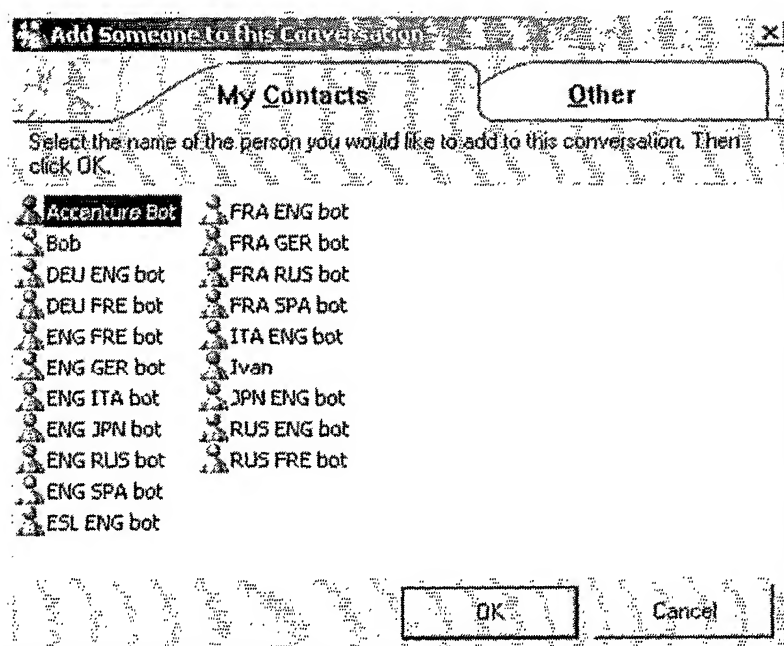 Add Someone to this Conversation
My Contacts
Other
Select the name of the person you would like to add to this conversation. Then
click OK.
Accenture Bot
Bob
DEU ENG bot
DEU FRE bot
ENG FRE bot
ENG GER bot
ENG ITA bot
ENG JPN bot
ENG RUS bot
ENG SPA bot
ESL ENG bot
FRA ENG bot
FRA GER bot
FRA RUS bot
FRA SPA bot
ITA ENG bot
Ivan
JPN ENG bot
RUS ENG bot
RUS FRE bot
OK
Cancel